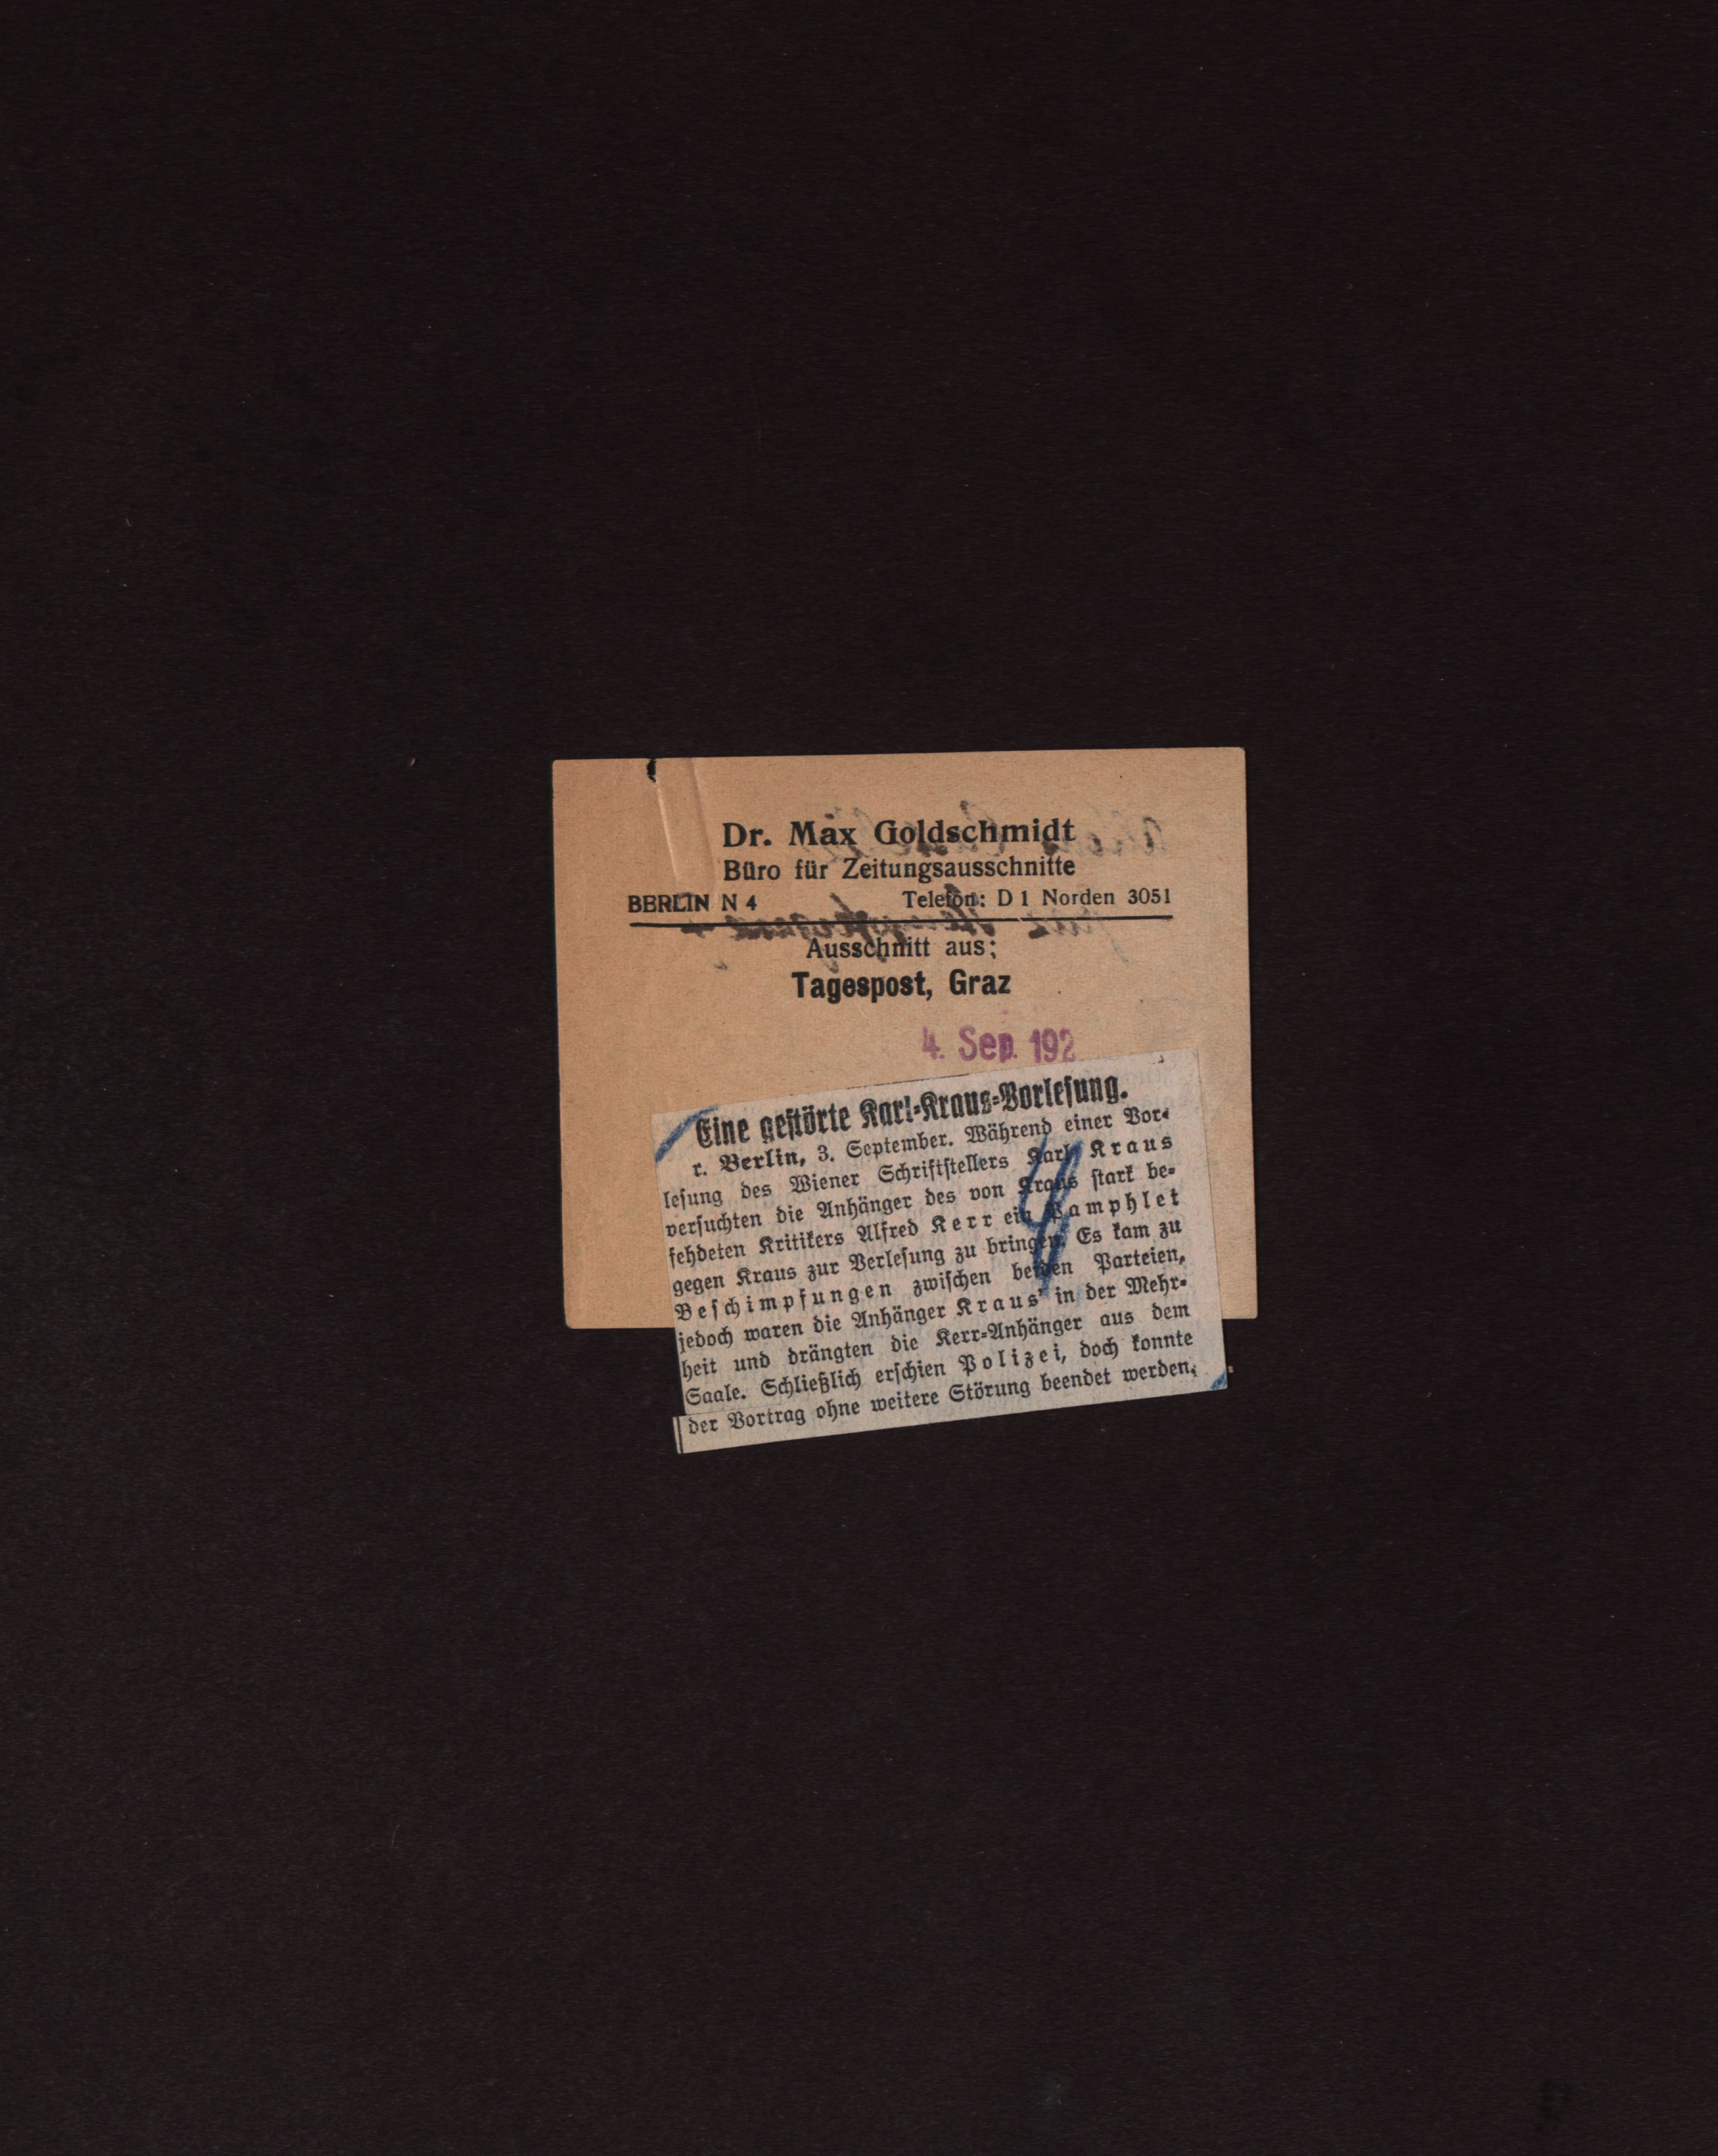 Dr. Max Goldschmidt
Büro für Zeitungsausschnitte
BERLIN N 4 Telefon: D 1 Norden 3051
Ausschnitt aus:
Tagespost, Graz
4. Sep. 192
Eine gestörte Karl-Kraus-Vorlesung.
r. Berlin, 3. September. Während einer Vor-
lesung des Wiener Schriftstellers Karl Kraus
versuchten die Anhänger des von Kraus stark be-
fehdeten Kritikers Alfred Kerr ein Pamphlet
gegen Kraus zur Verlesung zu bringen. Es kam zu
Beschimpfungen zwischen beiden Parteien,
jedoch waren die Anhänger Kraus' in der Mehr-
heit und drängten die Kerr-Anhänger aus dem
Saale. Schließlich erschien Polizei, doch konnte
der Vortrag ohne weitere Störung beendet werden.